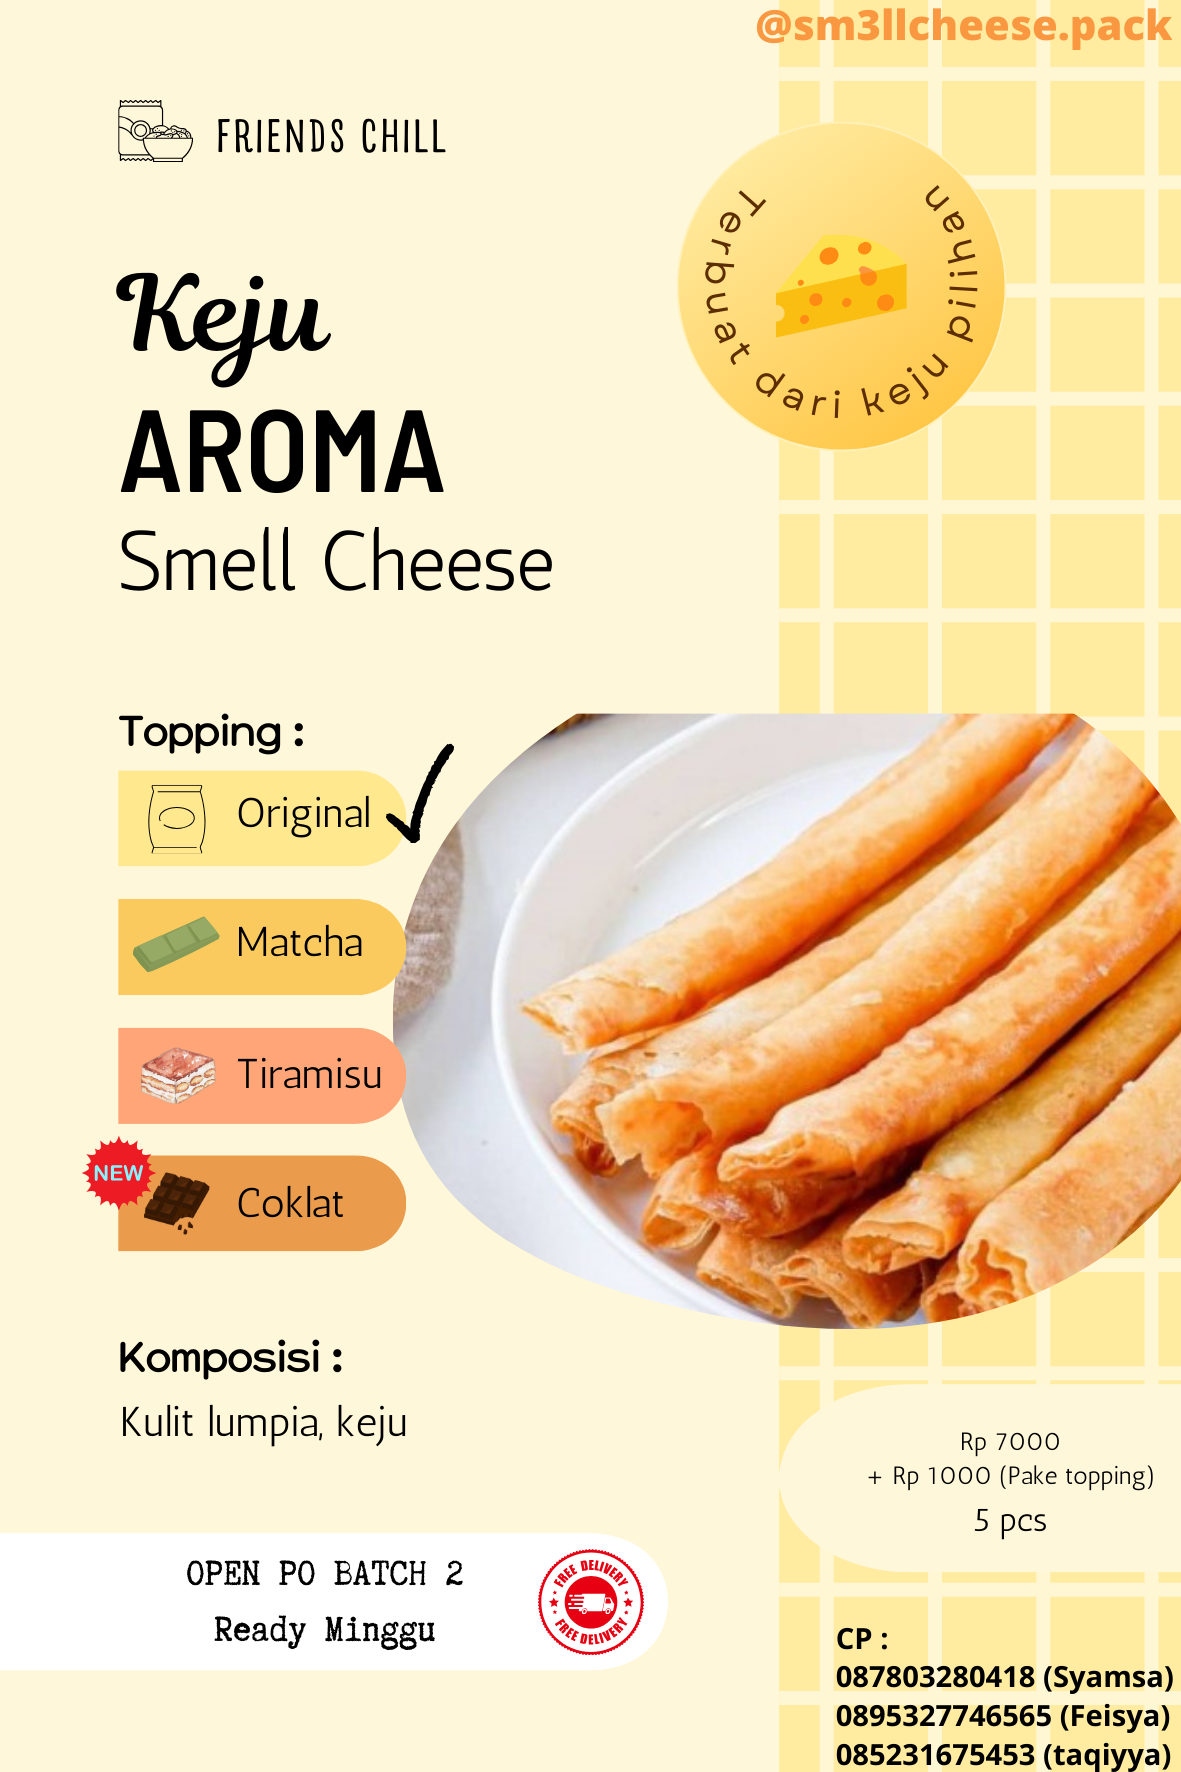 @sm3llcheese.pack
FRIENDS CHILL
Terbuat dari keju pilihan
Keju
AROMA
Smell Cheese
Topping :
Original
Matcha
Tiramisu
NEW
Coklat
Komposisi :
Kulit lumpia, keju
Rp 7000
+ Rp 1000 (Pake topping)
5 pcs
OPEN PO BATCH 2
Ready Minggu
FREE DELIVERY
FREE DELIVERY
CP :
087803280418 (Syamsa)
0895327746565 (Feisya)
085231675453 (taqiyya)